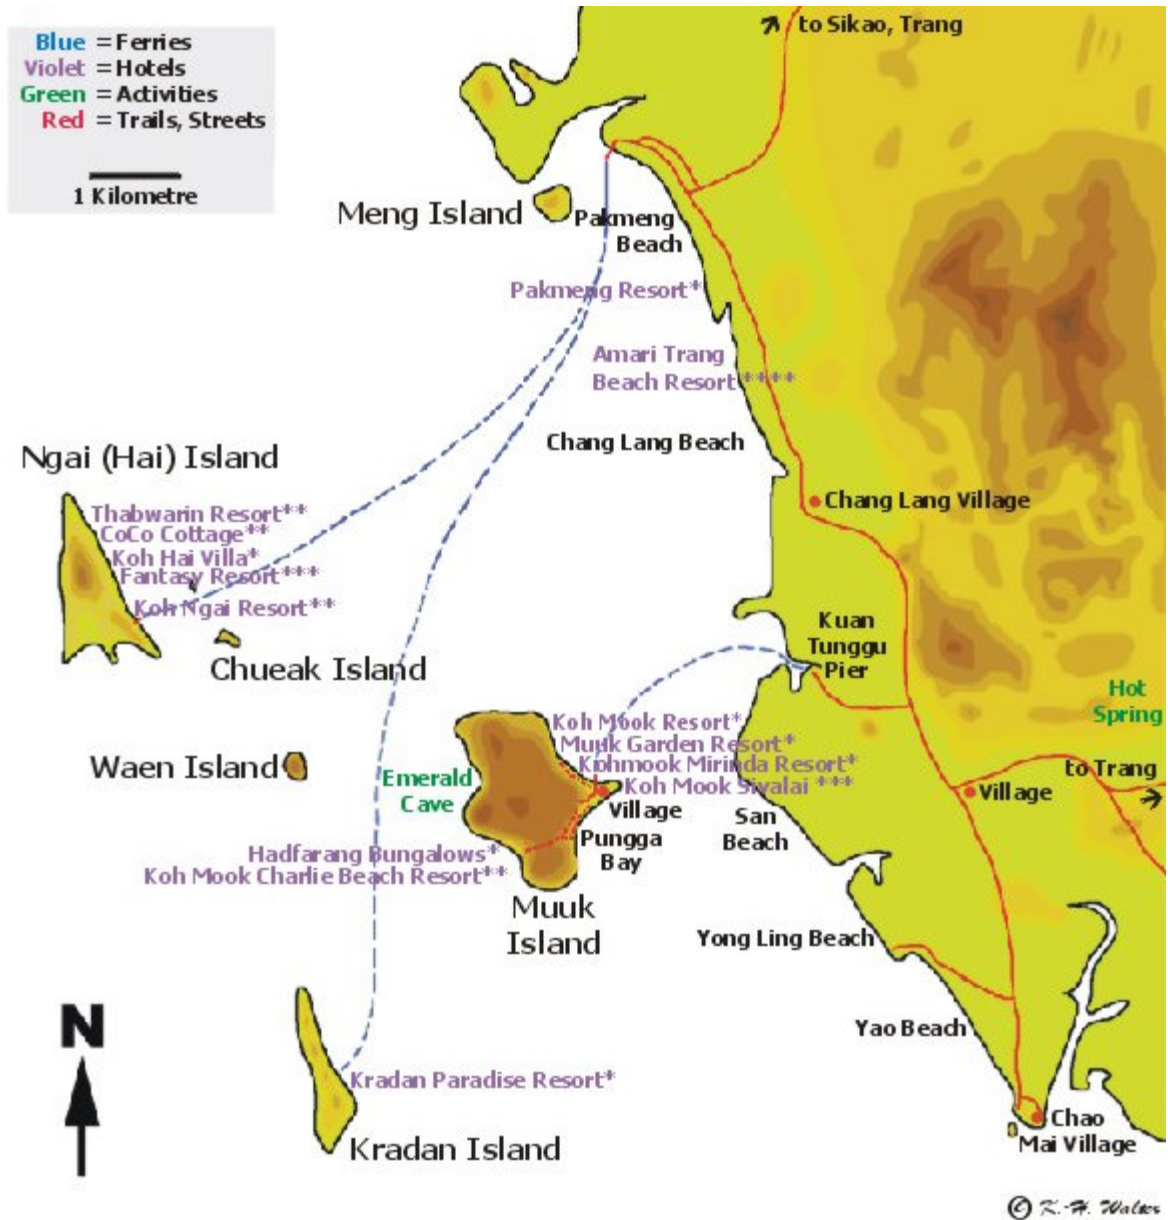 Blue = Ferries
Violet = Hotels
Green = Activities
Red = Trails, Streets
1 Kilometre
to Sikao, Trang
Meng Island
Pakmeng
Beach
Pakmeng Resort*
Amari Trang
Beach Resort ****
Chang Lang Beach
Ngai (Hai) Island
Thabwarin Resort**
CoCo Cottage**
Koh Hai Villa*
Fantasy Resort***
Koh Ngai Resort**
Chang Lang Village
Chueak Island
Kuan
Tunggu
Pier
Hot
Spring
Koh Mook Resort*
Muuk Garden Resort*
Kohmook Mirinda Resort*
Koh Mook Sivalai ***
Waen Island
Emerald
Cave
Village
Pungga
Bay
San
Beach
Village
to Trang
Hadfarang Bungalows*
Koh Mook Charlie Beach Resort**
Muuk
Island
Yong Ling Beach
N
Yao Beach
Kradan Paradise Resort*
Kradan Island
Chao
Mai Village
© K.-H. Walter